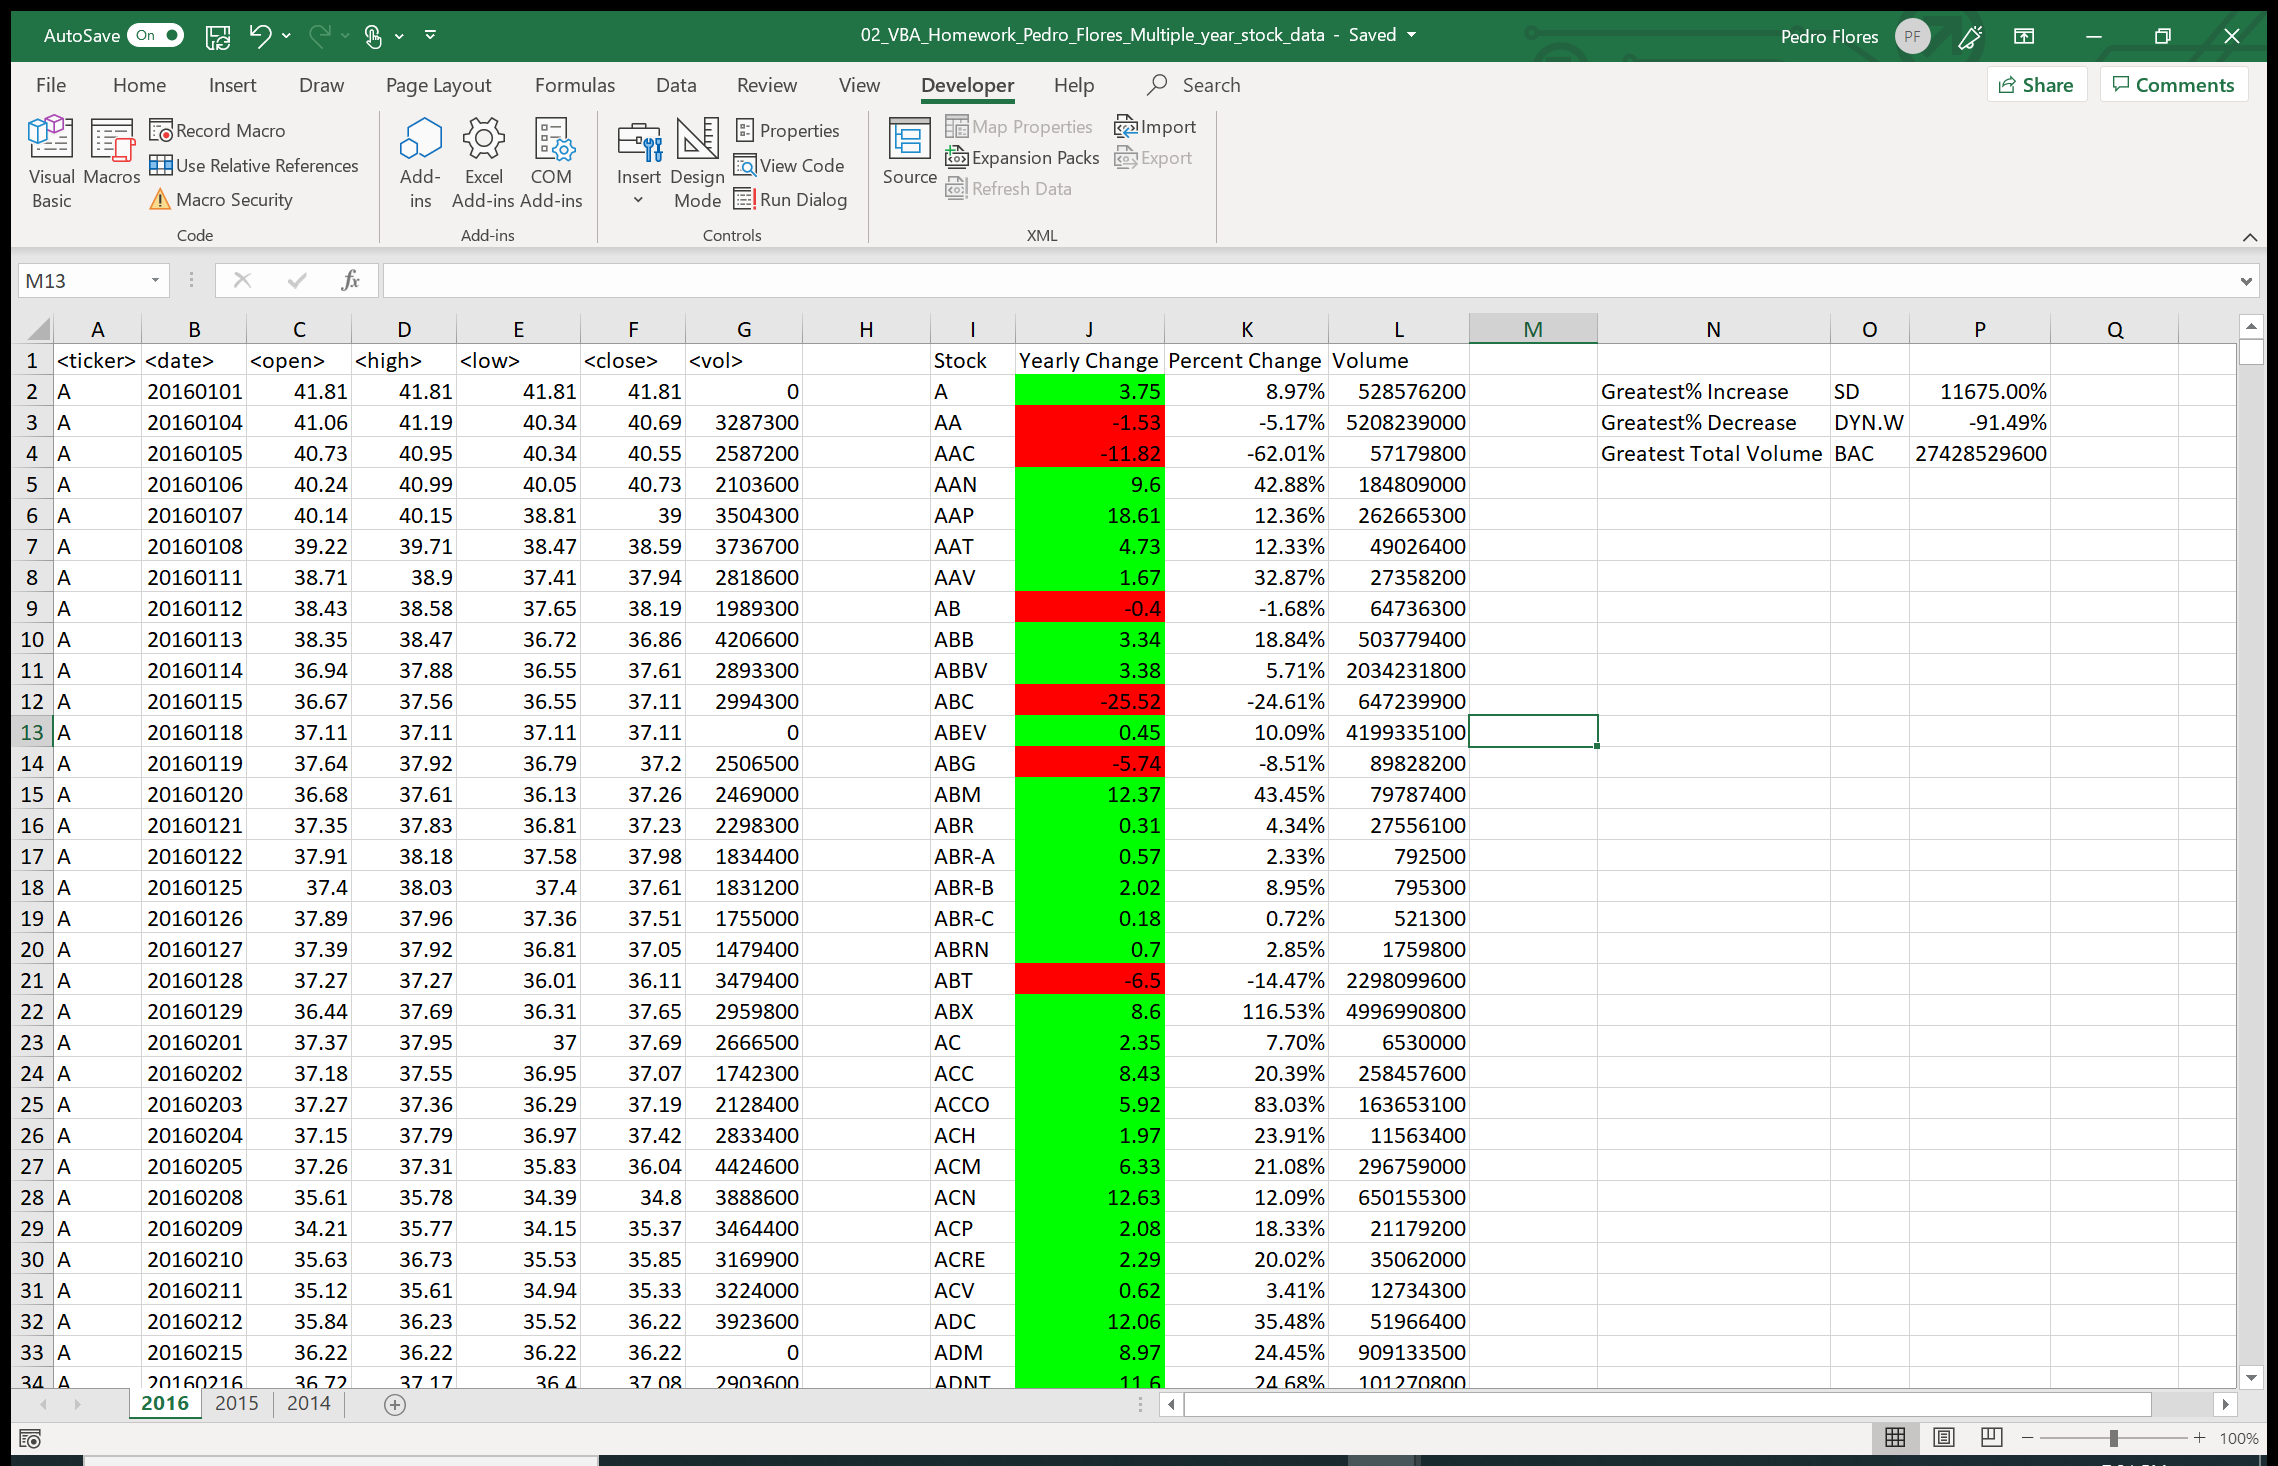 AutoSave On 02_VBA_Homework_Pedro_Flores_Multiple_year_stock_data - Saved Pedro Flores PF
File Home Insert Draw Page Layout Formulas Data Review View Developer Help Search Share Comments
Visual Basic
Macros
Record Macro
Use Relative References
Macro Security
Code
Add-ins
Excel Add-ins
COM Add-ins
Add-ins
Insert
Design Mode
Properties
View Code
Run Dialog
Controls
Source
Map Properties
Expansion Packs
Refresh Data
Import
Export
XML
M13 fx
A B C D E F G H I J K L M N O P Q
1 <ticker> <date> <open> <high> <low> <close> <vol> Stock Yearly Change Percent Change Volume
2 A 20160101 41.81 41.81 41.81 41.81 0 A 3.75 8.97% 528576200 Greatest% Increase SD 11675.00%
3 A 20160104 41.06 41.19 40.34 40.69 3287300 AA -1.53 -5.17% 5208239000 Greatest% Decrease DYN.W -91.49%
4 A 20160105 40.73 40.95 40.34 40.55 2587200 AAC -11.82 -62.01% 57179800 Greatest Total Volume BAC 27428529600
5 A 20160106 40.24 40.99 40.05 40.73 2103600 AAN 9.6 42.88% 184809000
6 A 20160107 40.14 40.15 38.81 39 3504300 AAP 18.61 12.36% 262665300
7 A 20160108 39.22 39.71 38.47 38.59 3736700 AAT 4.73 12.33% 49026400
8 A 20160111 38.71 38.9 37.41 37.94 2818600 AAV 1.67 32.87% 27358200
9 A 20160112 38.43 38.58 37.65 38.19 1989300 AB -0.4 -1.68% 64736300
10 A 20160113 38.35 38.47 36.72 36.86 4206600 ABB 3.34 18.84% 503779400
11 A 20160114 36.94 37.88 36.55 37.61 2893300 ABBV 3.38 5.71% 2034231800
12 A 20160115 36.67 37.56 36.55 37.11 2994300 ABC -25.52 -24.61% 647239900
13 A 20160118 37.11 37.11 37.11 37.11 0 ABEV 0.45 10.09% 4199335100
14 A 20160119 37.64 37.92 36.79 37.2 2506500 ABG -5.74 -8.51% 89828200
15 A 20160120 36.68 37.61 36.13 37.26 2469000 ABM 12.37 43.45% 79787400
16 A 20160121 37.35 37.83 36.81 37.23 2298300 ABR 0.31 4.34% 27556100
17 A 20160122 37.91 38.18 37.58 37.98 1834400 ABR-A 0.57 2.33% 792500
18 A 20160125 37.4 38.03 37.4 37.61 1831200 ABR-B 2.02 8.95% 795300
19 A 20160126 37.89 37.96 37.36 37.51 1755000 ABR-C 0.18 0.72% 521300
20 A 20160127 37.39 37.92 36.81 37.05 1479400 ABRN 0.7 2.85% 1759800
21 A 20160128 37.27 37.27 36.01 36.11 3479400 ABT -6.5 -14.47% 2298099600
22 A 20160129 36.44 37.69 36.31 37.65 2959800 ABX 8.6 116.53% 4996990800
23 A 20160201 37.37 37.95 37 37.69 2666500 AC 2.35 7.70% 6530000
24 A 20160202 37.18 37.55 36.95 37.07 1742300 ACC 8.43 20.39% 258457600
25 A 20160203 37.27 37.36 36.29 37.19 2128400 ACCO 5.92 83.03% 163653100
26 A 20160204 37.15 37.79 36.97 37.42 2833400 ACH 1.97 23.91% 11563400
27 A 20160205 37.26 37.31 35.83 36.04 4424600 ACM 6.33 21.08% 296759000
28 A 20160208 35.61 35.78 34.39 34.8 3888600 ACN 12.63 12.09% 650155300
29 A 20160209 34.21 35.77 34.15 35.37 3464400 ACP 2.08 18.33% 21179200
30 A 20160210 35.63 36.73 35.53 35.85 3169900 ACRE 2.29 20.02% 35062000
31 A 20160211 35.12 35.61 34.94 35.33 3224000 ACV 0.62 3.41% 12734300
32 A 20160212 35.84 36.23 35.52 36.22 3923600 ADC 12.06 35.48% 51966400
33 A 20160215 36.22 36.22 36.22 36.22 0 ADM 8.97 24.45% 909133500
34 A 20160216 36.72 37.17 36.4 37.08 2903600 ADNT 11.6 24.68% 101270800
2016 2015 2014
100%